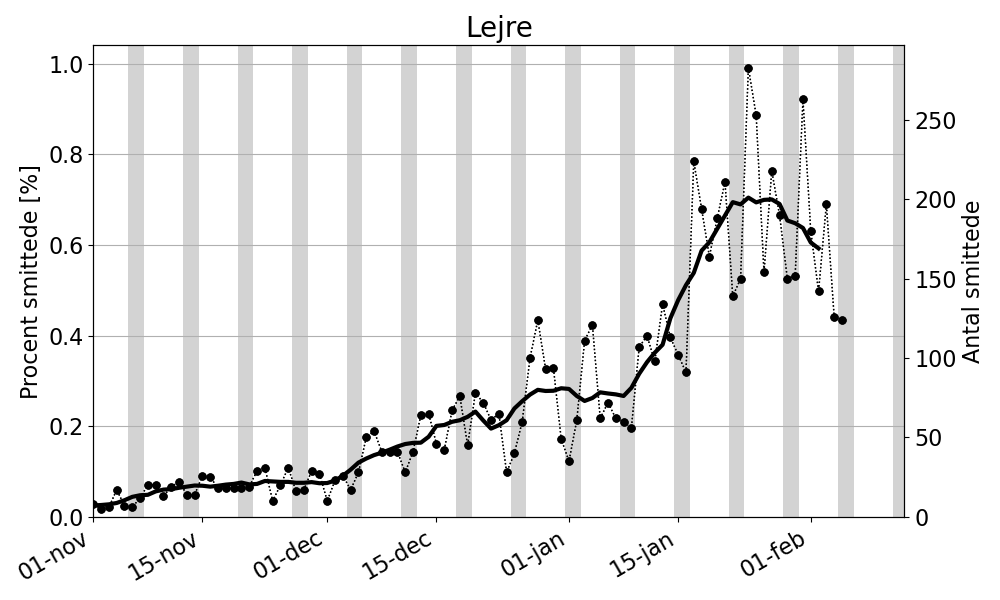 Lejre
Procent smittede [%]
1.0
0.8
0.6
0.4
0.2
0.0
250
200
150
100
50
0
Antal smittede
01-nov
15-nov
01-dec
15-dec
01-jan
15-jan
01-feb